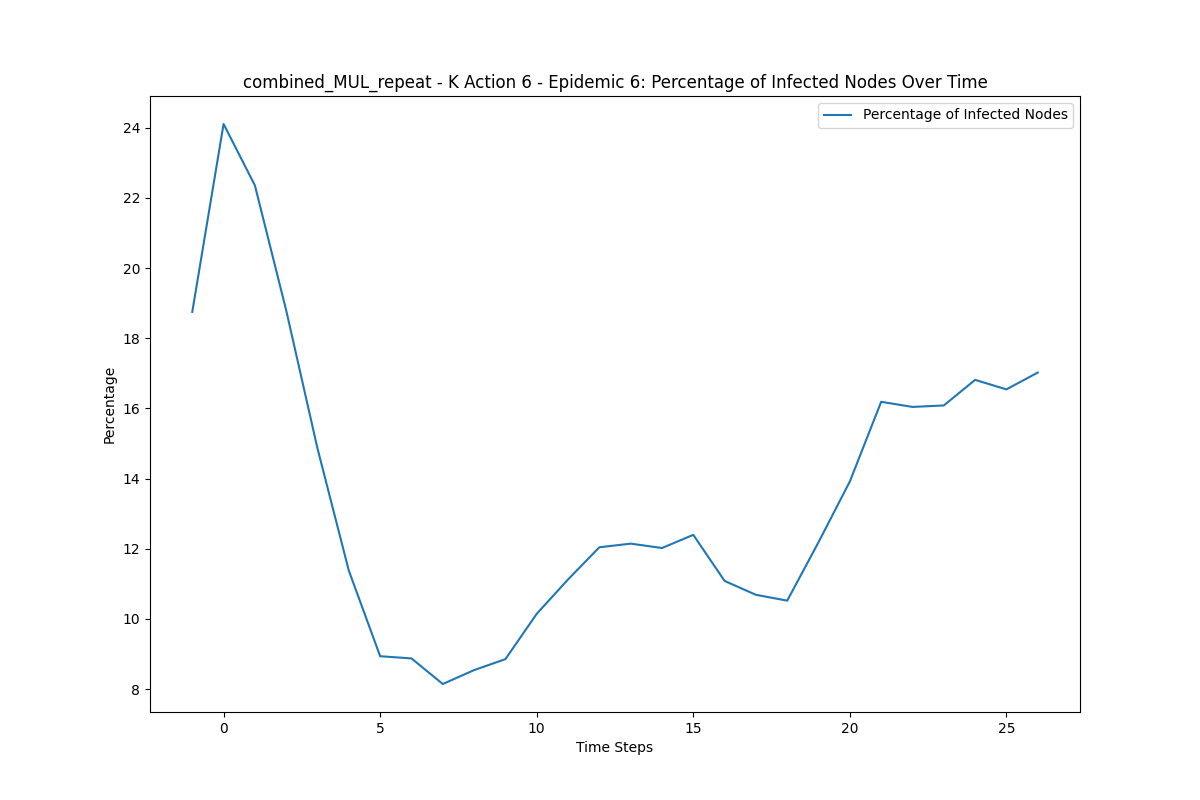 combined_MUL_repeat - K Action 6 - Epidemic 6: Percentage of Infected Nodes Over Time
Percentage of Infected Nodes
24
22
20
18
16
14
12
10
8
Percentage
0 5 10 15 20 25
Time Steps